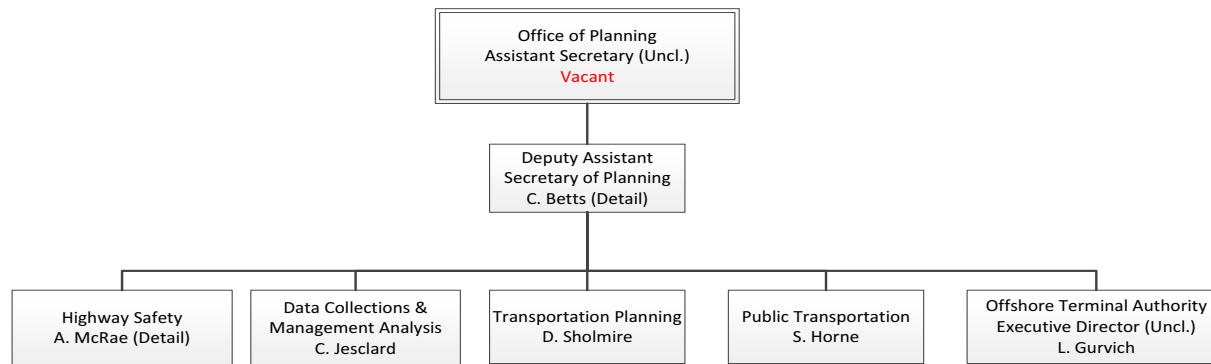 Office of Planning
Assistant Secretary (Uncl.)
Vacant
Deputy Assistant
Secretary of Planning
C. Betts (Detail)
Highway Safety
A. McRae (Detail)
Data Collections &
Management Analysis
C. Jesclard
Transportation Planning
D. Sholmire
Public Transportation
S. Horne
Offshore Terminal Authority
Executive Director (Uncl.)
L. Gurvich